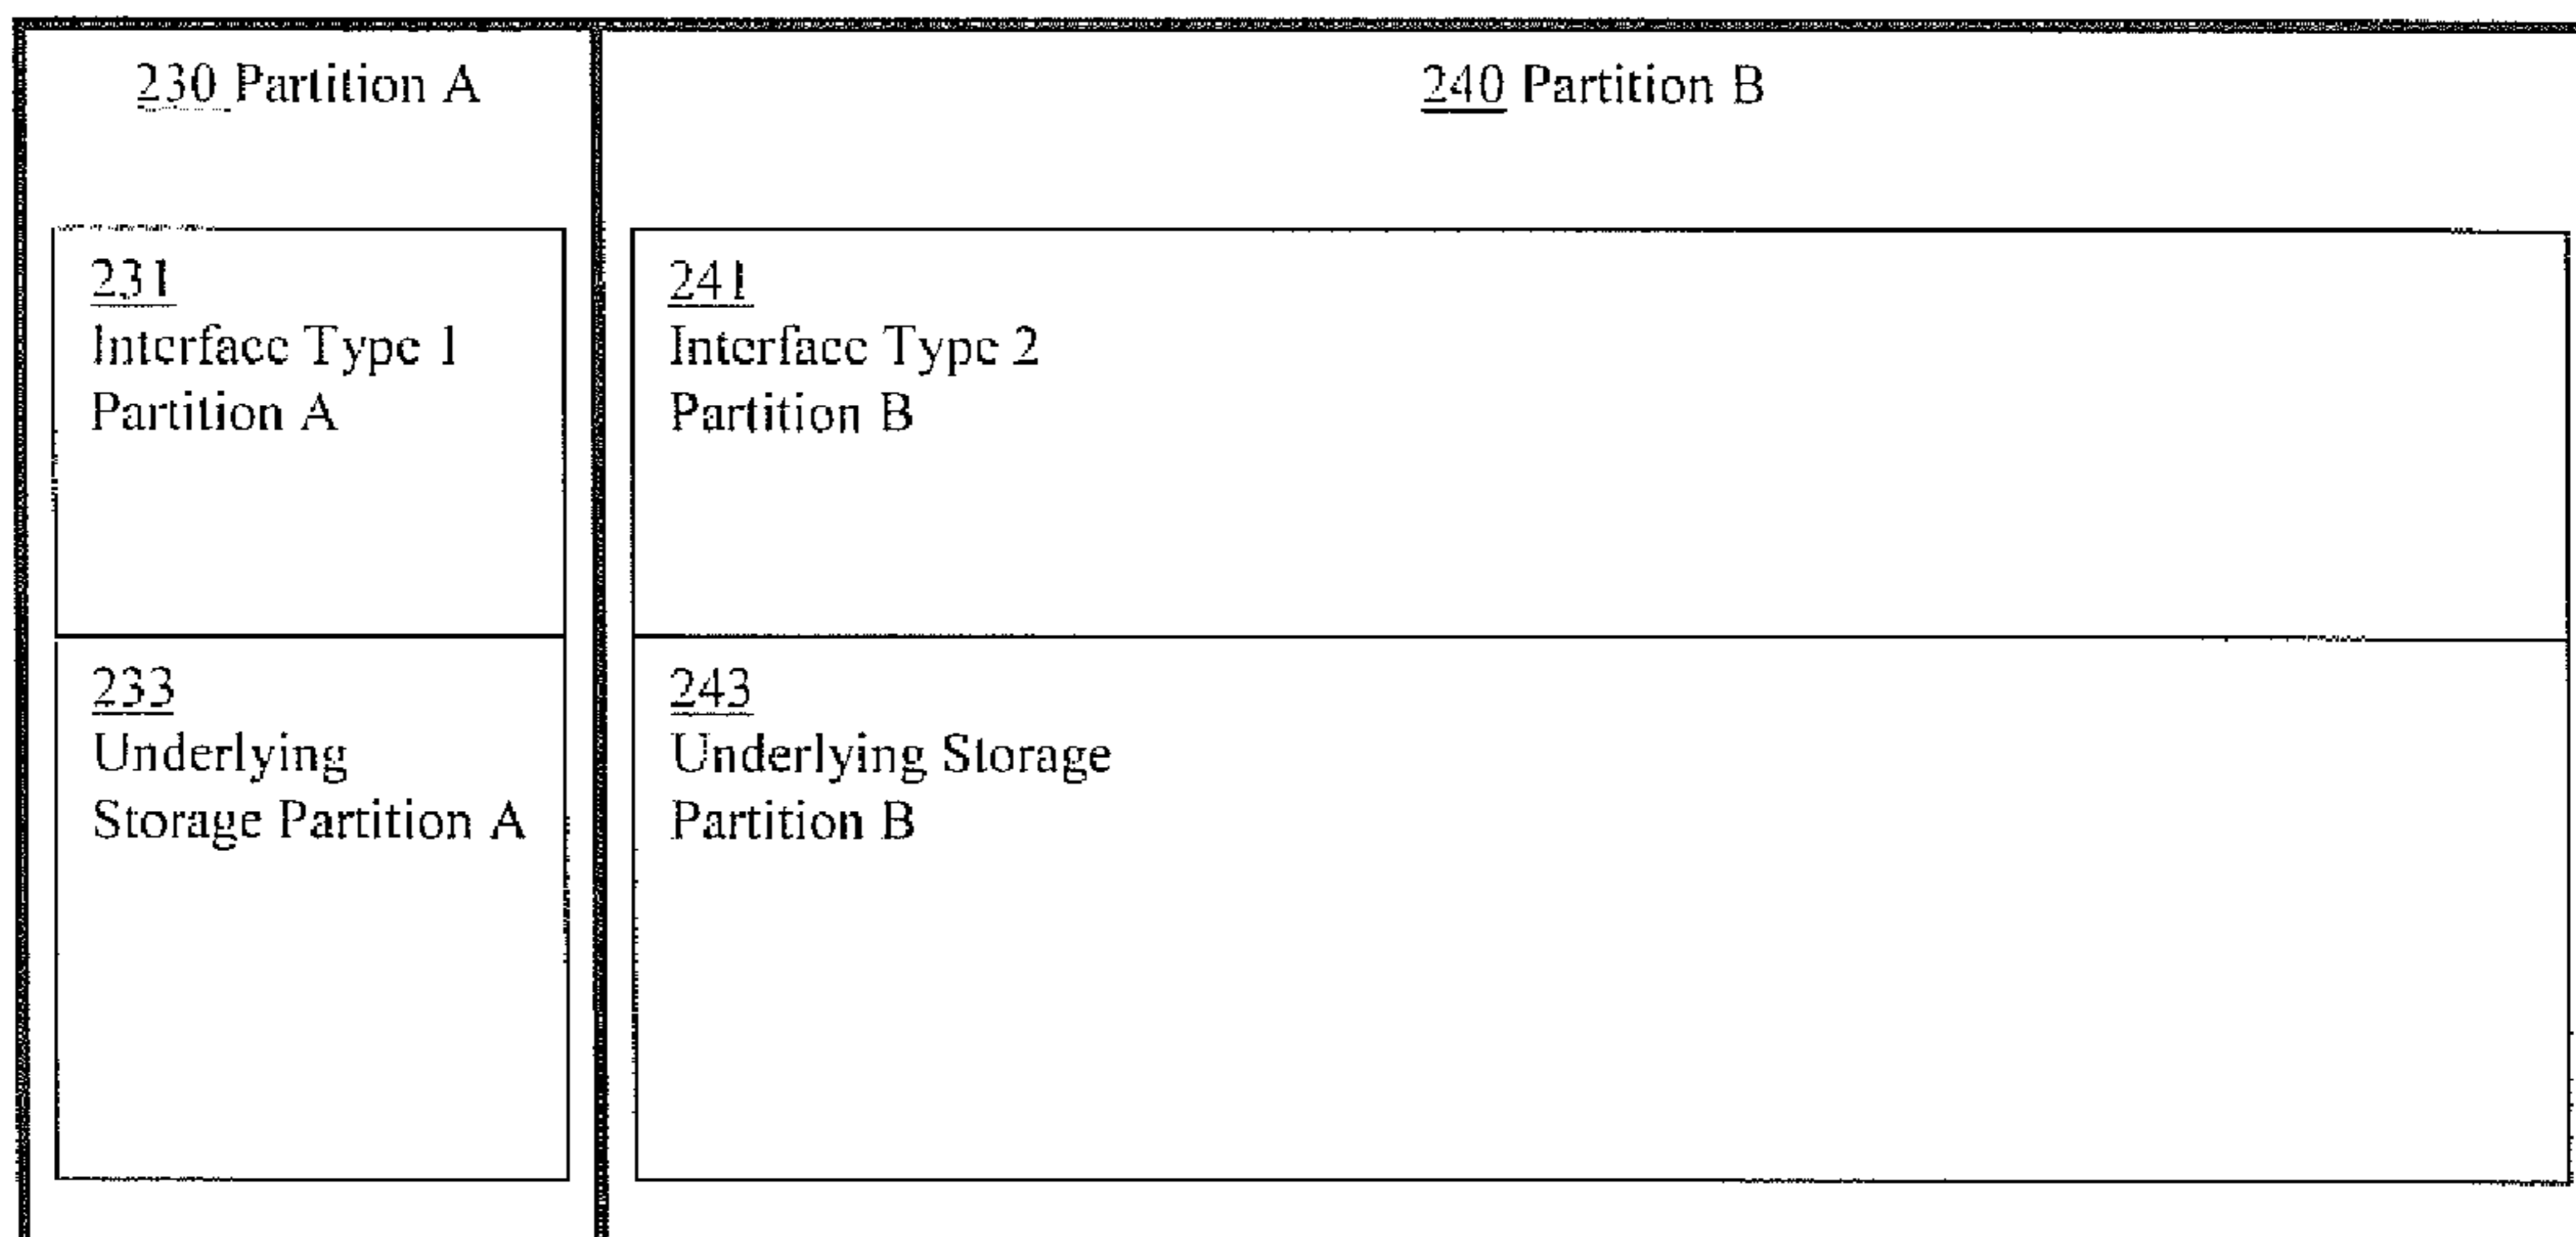 230 Partition A
240 Partition B
231
Interface Type 1
Partition A
241
Interface Type 2
Partition B
233
Underlying
Storage Partition A
243
Underlying Storage
Partition B